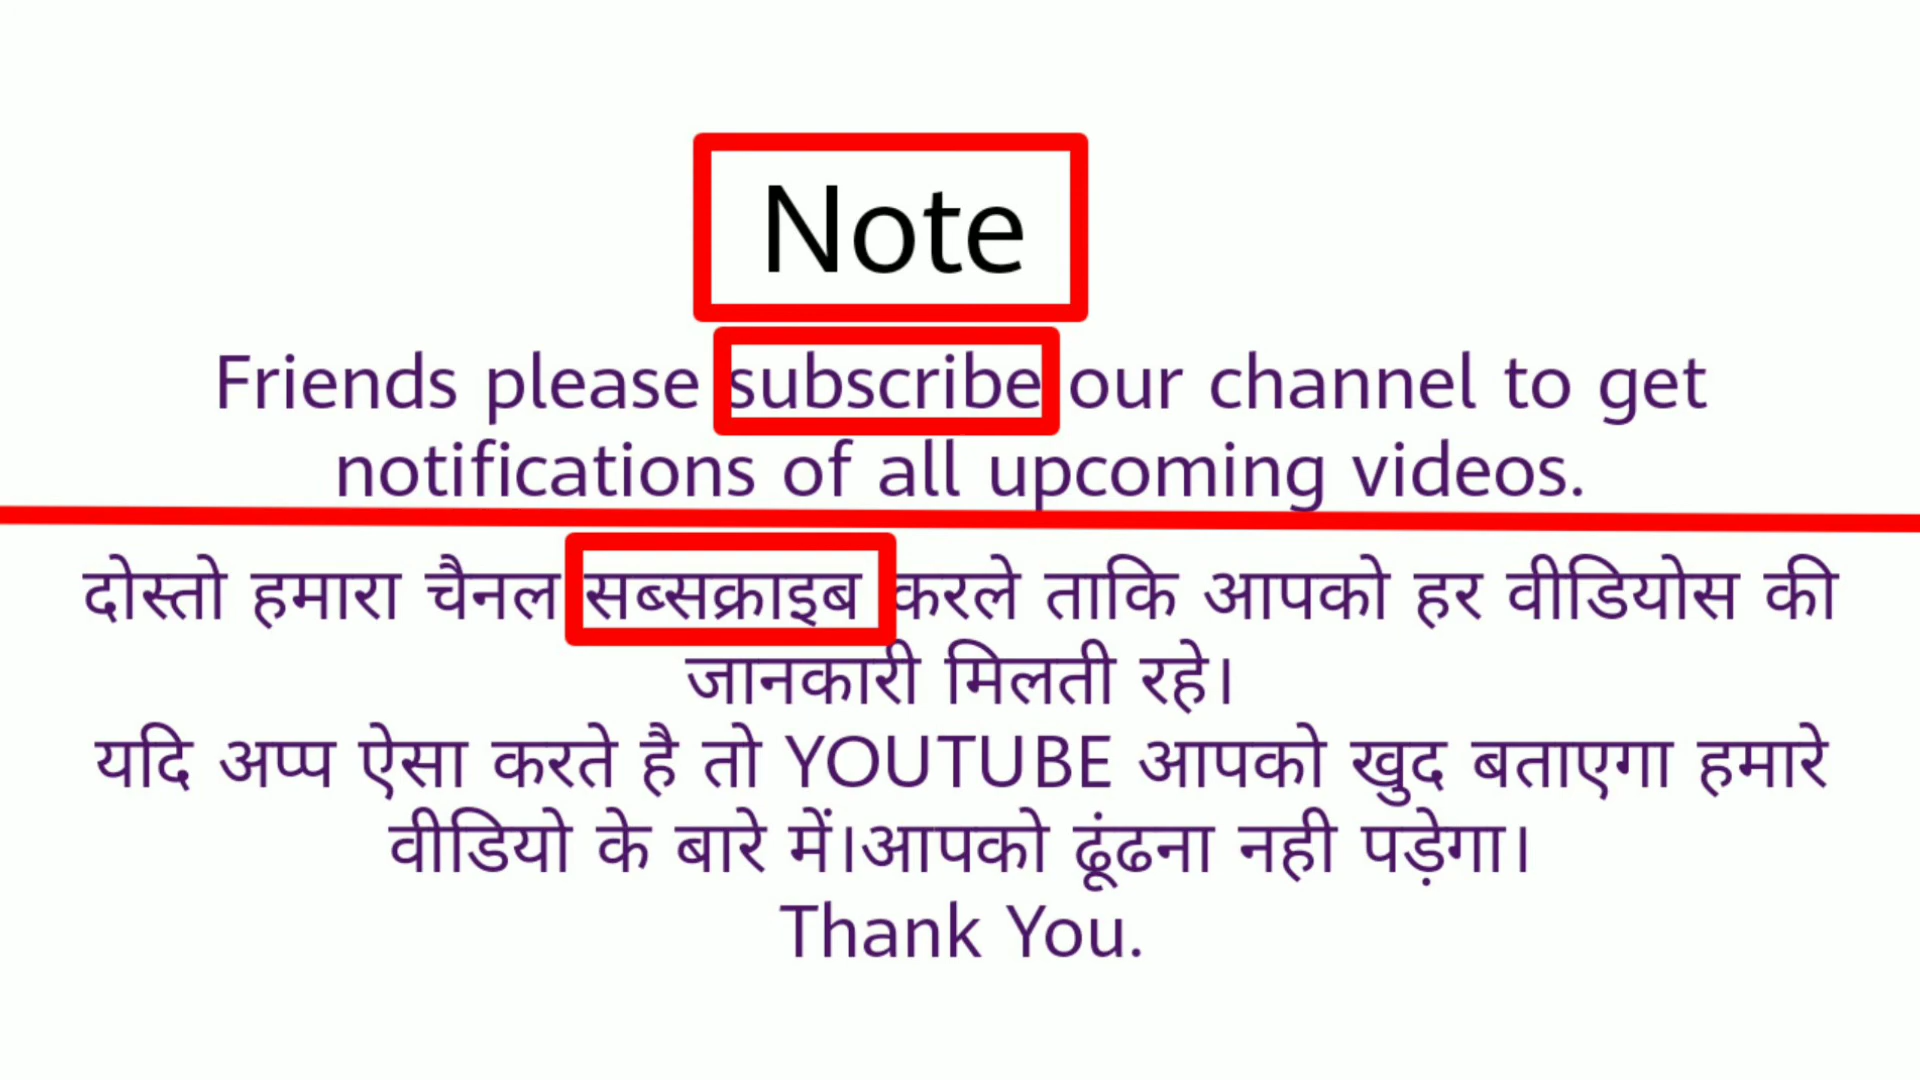 Note
Friends please subscribe our channel to get
notifications of all upcoming videos.
दोस्तो हमारा चैनल सब्सक्राइब करले ताकि आपको हर वीडियोस की
जानकारी मिलती रहे।
यदि अप्प ऐसा करते है तो YOUTUBE आपको खुद बताएगा हमारे
वीडियो के बारे में।आपको ढूंढना नही पड़ेगा।
Thank You.